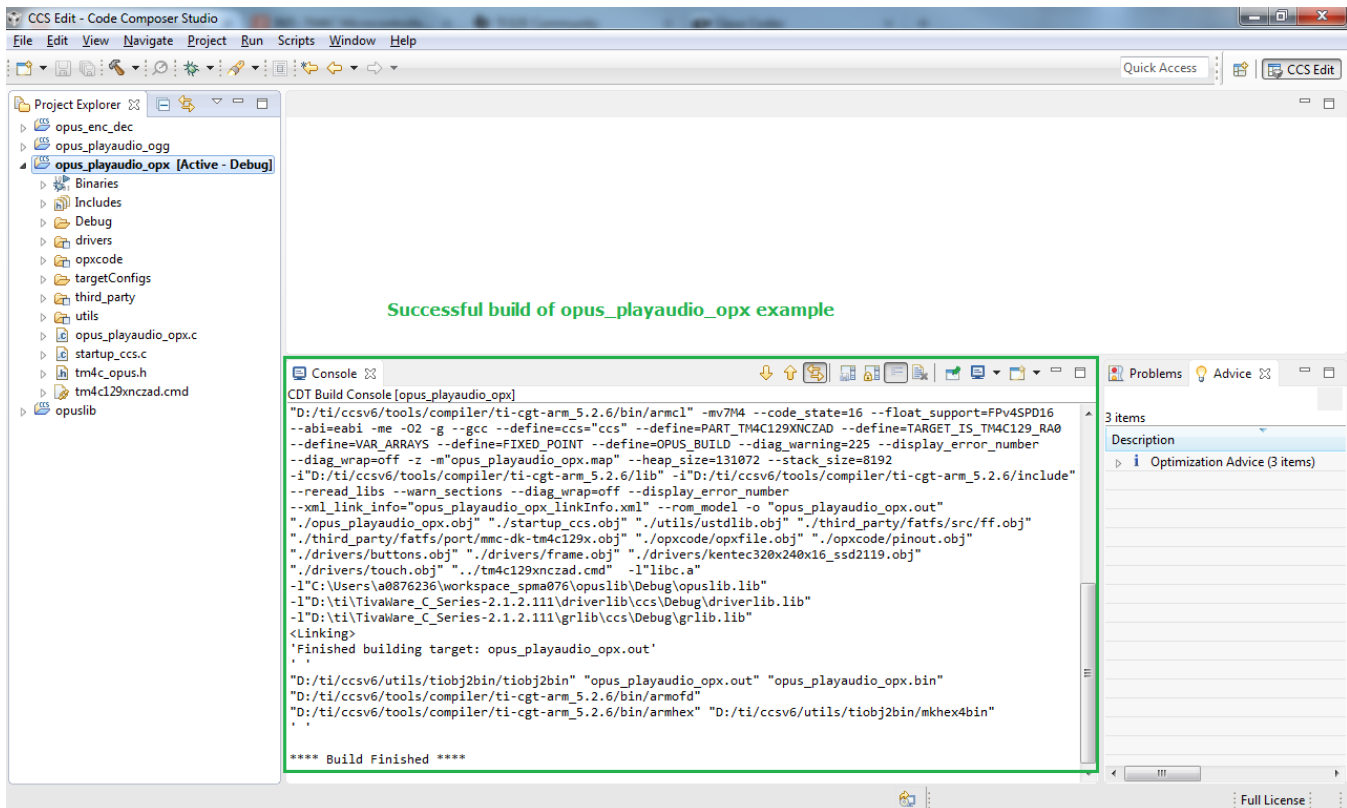 CCS Edit - Code Composer Studio
File Edit View Navigate Project Run Scripts Window Help
Quick Access
CCS Edit
Project Explorer
opus_enc_dec
opus_playaudio_ogg
opus_playaudio_opx [Active - Debug]
Binaries
Includes
Debug
drivers
opxcode
targetConfigs
third_party
utils
opus_playaudio_opx.c
startup_ccs.c
tm4c_opus.h
tm4c129xnczad.cmd
opuslib
Successful build of opus_playaudio_opx example
Console
CDT Build Console [opus_playaudio_opx]
"D:/ti/ccsv6/tools/compiler/ti-cgt-arm_5.2.6/bin/armcl" -mv7M4 --code_state=16 --float_support=FPv4SPD16
--abi=eabi -me -O2 -g --gcc --define=ccs="ccs" --define=PART_TM4C129XNCZAD --define=TARGET_IS_TM4C129_RA0
--define=VAR_ARRAYS --define=FIXED_POINT --define=OPUS_BUILD --diag_warning=225 --display_error_number
--diag_wrap=off -z -m"opus_playaudio_opx.map" --heap_size=131072 --stack_size=8192
-i"D:/ti/ccsv6/tools/compiler/ti-cgt-arm_5.2.6/lib" -i"D:/ti/ccsv6/tools/compiler/ti-cgt-arm_5.2.6/include"
--reread_libs --warn_sections --diag_wrap=off --display_error_number
--xml_link_info="opus_playaudio_opx_linkInfo.xml" --rom_model -o "opus_playaudio_opx.out"
"./opus_playaudio_opx.obj" "./startup_ccs.obj" "./utils/ustdlib.obj" "./third_party/fatfs/src/ff.obj"
"./third_party/fatfs/port/mmc-dk-tm4c129x.obj" "./opxcode/opxfile.obj" "./opxcode/pinout.obj"
"./drivers/buttons.obj" "./drivers/frame.obj" "./drivers/kentec320x240x16_ssd2119.obj"
"./drivers/touch.obj" "../tm4c129xnczad.cmd" -l"libc.a"
-l"C:\Users\a0876236\workspace_spma076\opuslib\Debug\opuslib.lib"
-l"D:\ti\TivaWare_C_Series-2.1.2.111\driverlib\ccs\Debug\driverlib.lib"
-l"D:\ti\TivaWare_C_Series-2.1.2.111\grlib\ccs\Debug\grlib.lib"
<Linking>
'Finished building target: opus_playaudio_opx.out'
' '
"D:/ti/ccsv6/utils/tiobj2bin/tiobj2bin" "opus_playaudio_opx.out" "opus_playaudio_opx.bin"
"D:/ti/ccsv6/tools/compiler/ti-cgt-arm_5.2.6/bin/armofd"
"D:/ti/ccsv6/tools/compiler/ti-cgt-arm_5.2.6/bin/armhex" "D:/ti/ccsv6/utils/tiobj2bin/mkhex4bin"
' '
**** Build Finished ****
Problems Advice
3 items
Description
Optimization Advice (3 items)
Full License